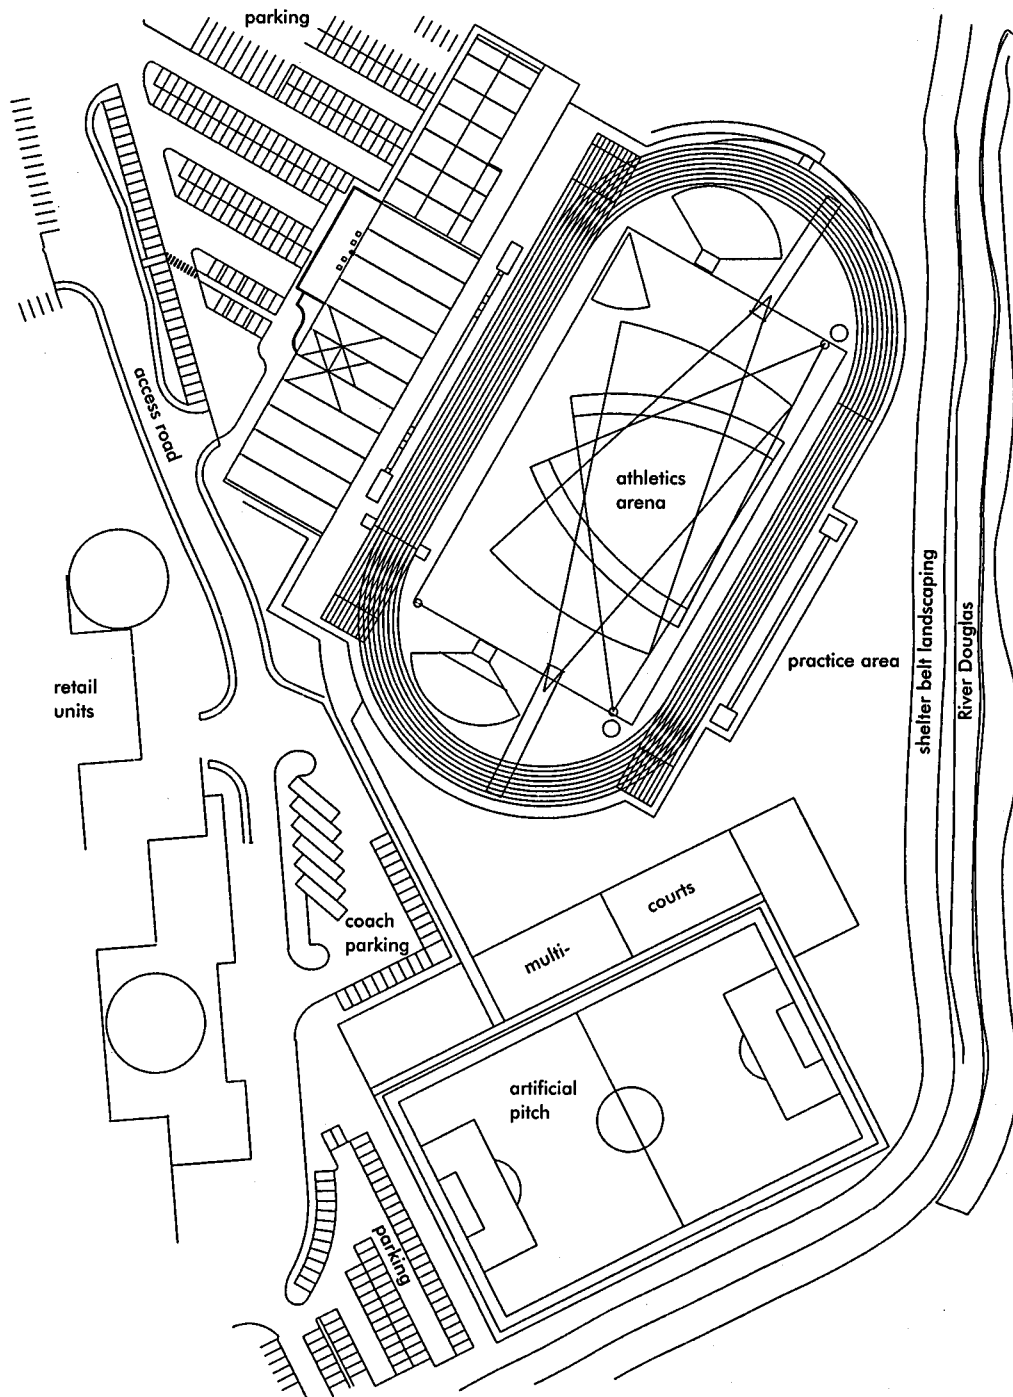 parking
access road
athletics
arena
shelter belt landscaping
River Douglas
practice area
retail
units
coach
parking
multi-
courts
artificial
pitch
parking